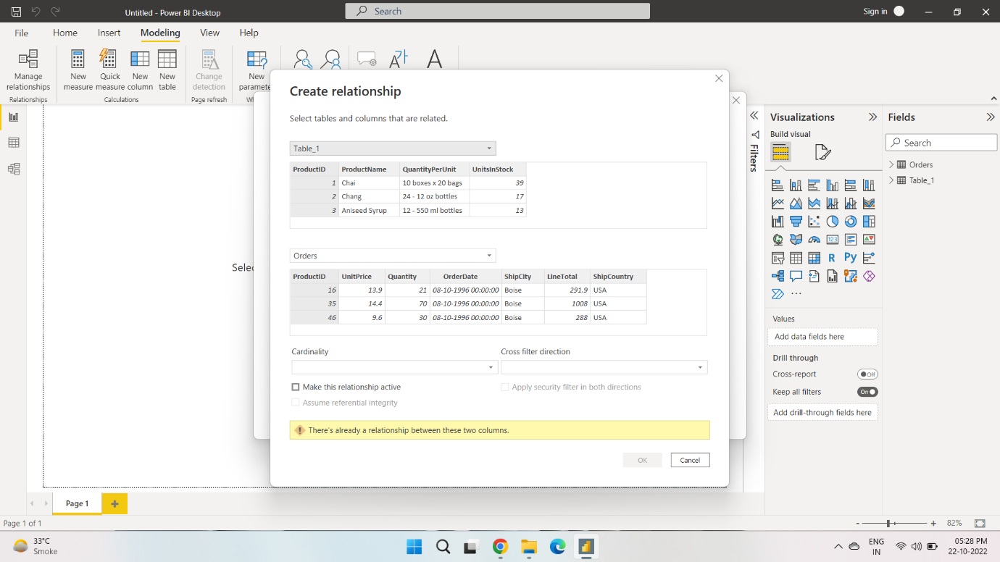 Untitled - Power BI Desktop
Search
Sign in
File Home Insert Modeling View Help
Manage relationships
New measure
Quick measure
New column
New table
Change detection
New
Relationships
Calculations
Page refresh
Create relationship
Select tables and columns that are related.
Table_1
ProductID ProductName QuantityPerUnit UnitsInStock
1 Chai 10 boxes x 20 bags 39
2 Chang 24 - 12 oz bottles 17
3 Aniseed Syrup 12 - 550 ml bottles 13
Orders
ProductID UnitPrice Quantity OrderDate ShipCity LineTotal ShipCountry
16 13.9 21 08-10-1996 00:00:00 Boise 291.9 USA
35 14.4 70 08-10-1996 00:00:00 Boise 1008 USA
46 9.6 30 08-10-1996 00:00:00 Boise 288 USA
Cardinality
Cross filter direction
Make this relationship active
Apply security filter in both directions
Assume referential integrity
There's already a relationship between these two columns.
OK
Cancel
Filters
Visualizations
Build visual
123
R
Py
Values
Add data fields here
Drill through
Cross-report
Off
Keep all filters
On
Add drill-through fields here
Fields
Search
Orders
Table_1
Page 1
Page 1 of 1
- + 82%
33°C
Smoke
ENG
IN
05:28 PM
22-10-2022